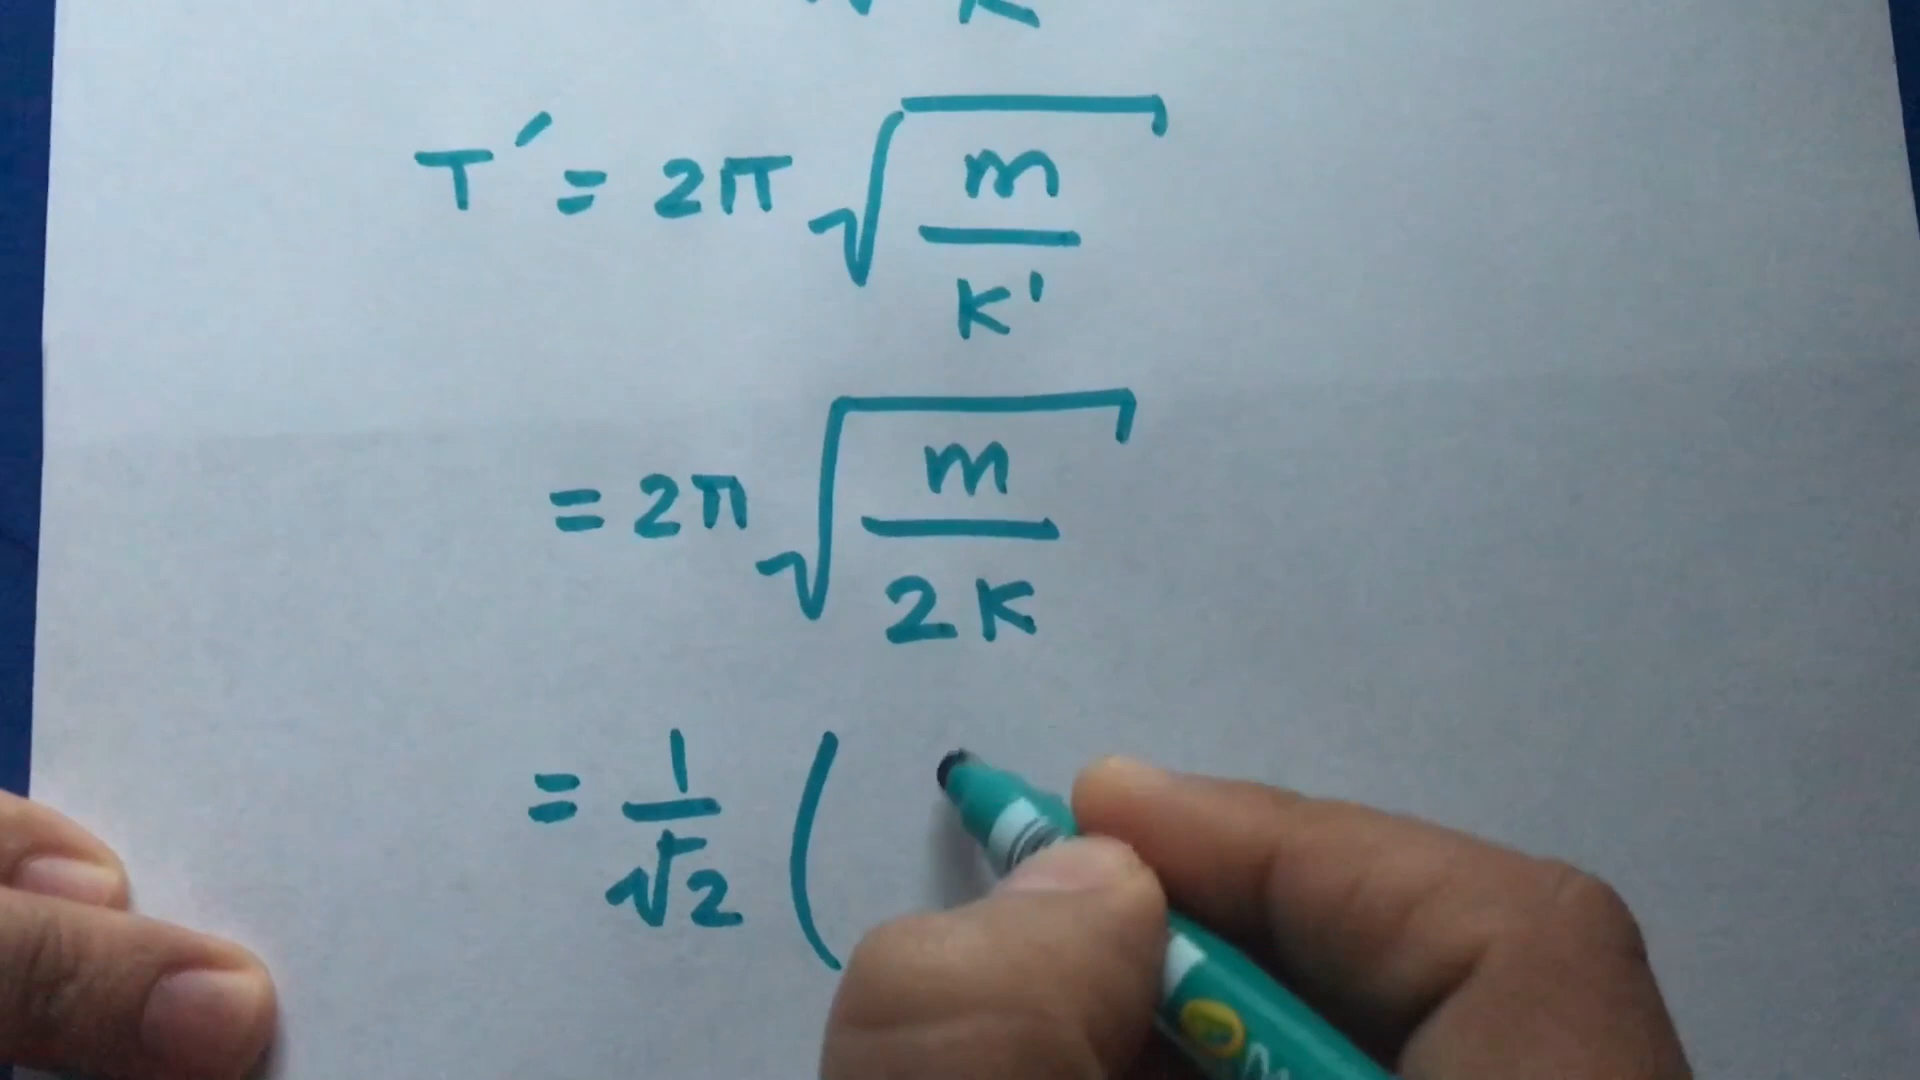 K
T′ = 2π √(m/K')
= 2π √(m/2K)
= 1/√2 (